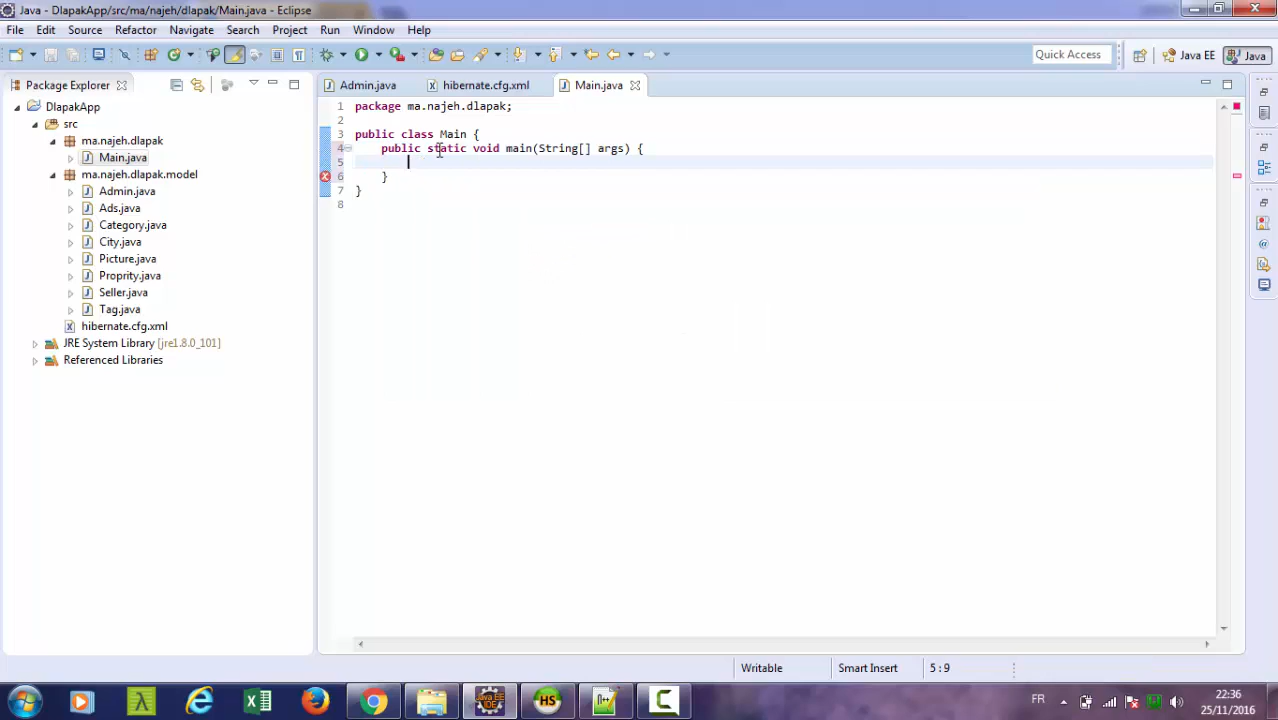 Java - DlapakApp/src/ma/najeh/dlapak/Main.java - Eclipse
File Edit Source Refactor Navigate Search Project Run Window Help
Quick Access Java EE Java
Package Explorer
DlapakApp
src
ma.najeh.dlapak
Main.java
ma.najeh.dlapak.model
Admin.java
Ads.java
Category.java
City.java
Picture.java
Proprity.java
Seller.java
Tag.java
hibernate.cfg.xml
JRE System Library [jre1.8.0_101]
Referenced Libraries
Admin.java hibernate.cfg.xml Main.java
1 package ma.najeh.dlapak;
2
3 public class Main {
4 public static void main(String[] args) {
5
6 }
7 }
8
Writable Smart Insert 5 : 9
Java EE
IDE
HS
FR 22:36
25/11/2016